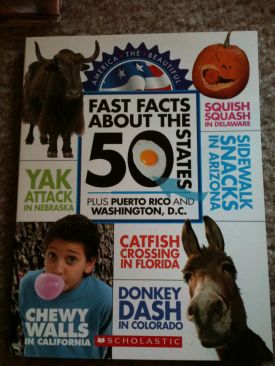 AMERICA THE BEAUTIFUL
FAST FACTS
ABOUT THE
50
STATES
PLUS PUERTO RICO AND
WASHINGTON, D.C.
SQUISH
SQUASH
IN DELAWARE
SIDEWALK
SNACKS
IN ARIZONA
YAK
ATTACK
IN NEBRASKA
CATFISH
CROSSING
IN FLORIDA
DONKEY
DASH
IN COLORADO
CHEWY
WALLS
IN CALIFORNIA
SCHOLASTIC